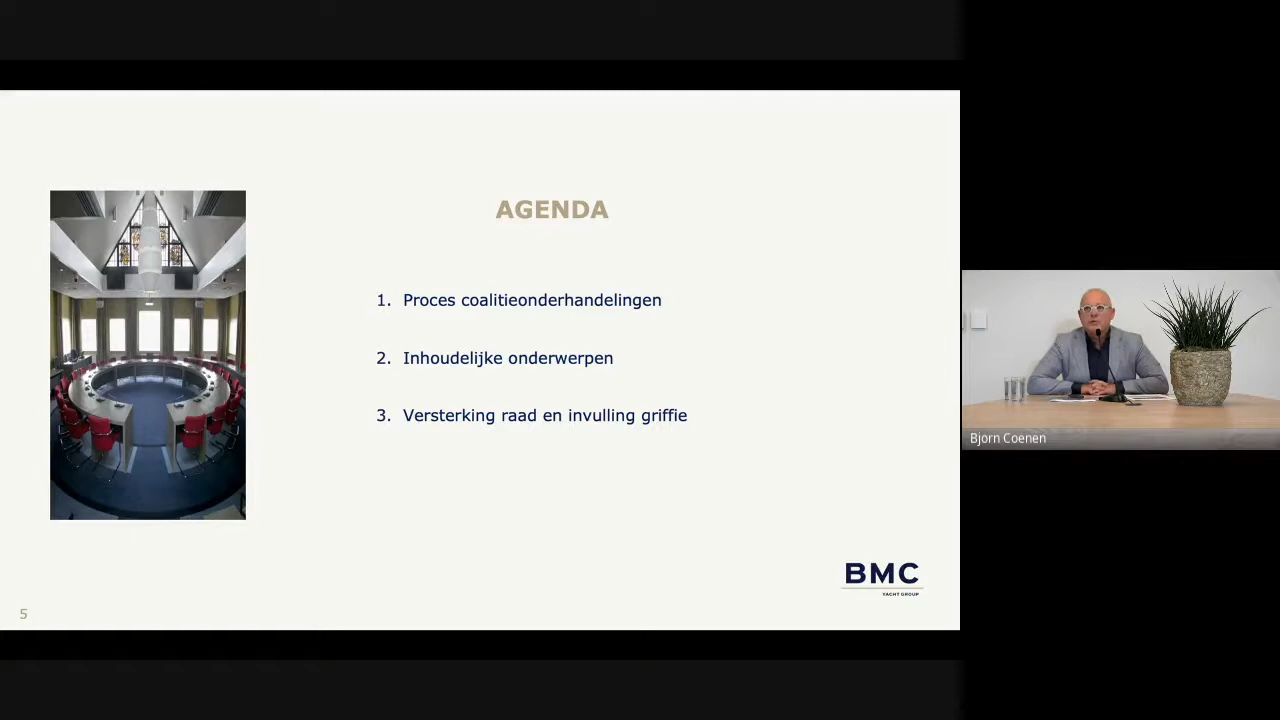 AGENDA
1. Proces coalitieonderhandelingen
2. Inhoudelijke onderwerpen
3. Versterking raad en invulling griffie
BMC
YACHT GROUP
5
Bjorn Coenen